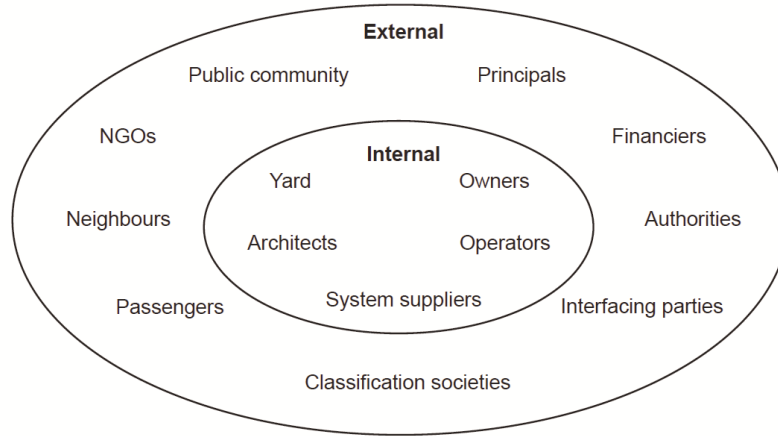 External
Public community
Principals
NGOs
Financiers
Internal
Yard
Owners
Neighbours
Authorities
Architects
Operators
Passengers
System suppliers
Interfacing parties
Classification societies